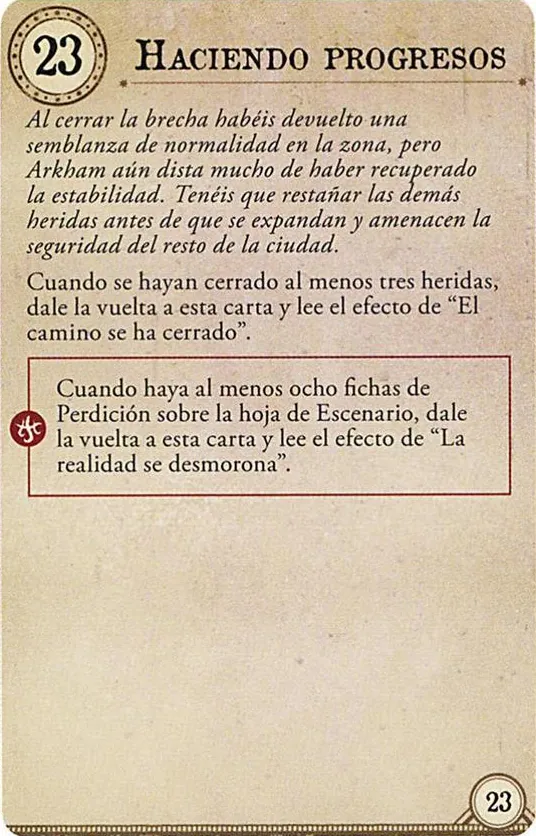 23
HACIENDO PROGRESOS
Al cerrar la brecha habéis devuelto una
semblanza de normalidad en la zona, pero
Arkham aún dista mucho de haber recuperado
la estabilidad. Tenéis que restañar las demás
heridas antes de que se expandan y amenacen la
seguridad del resto de la ciudad.
Cuando se hayan cerrado al menos tres heridas,
dale la vuelta a esta carta y lee el efecto de “El
camino se ha cerrado”.
Cuando haya al menos ocho fichas de
Perdición sobre la hoja de Escenario, dale
la vuelta a esta carta y lee el efecto de “La
realidad se desmorona”.
23